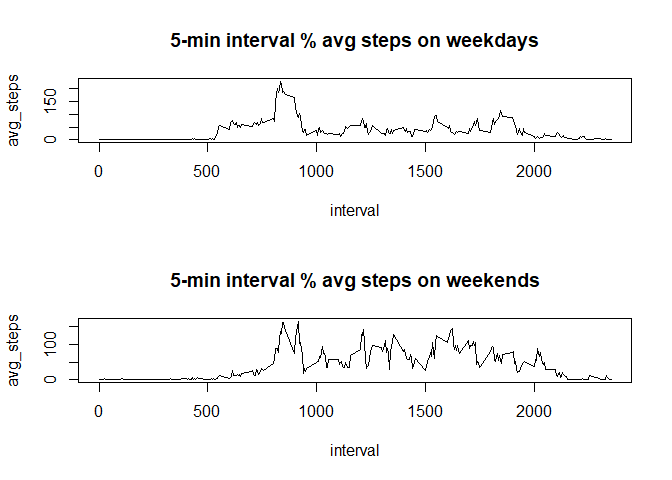 5-min interval % avg steps on weekdays
avg_steps
150
0
0 500 1000 1500 2000
interval
5-min interval % avg steps on weekends
avg_steps
100
0
0 500 1000 1500 2000
interval